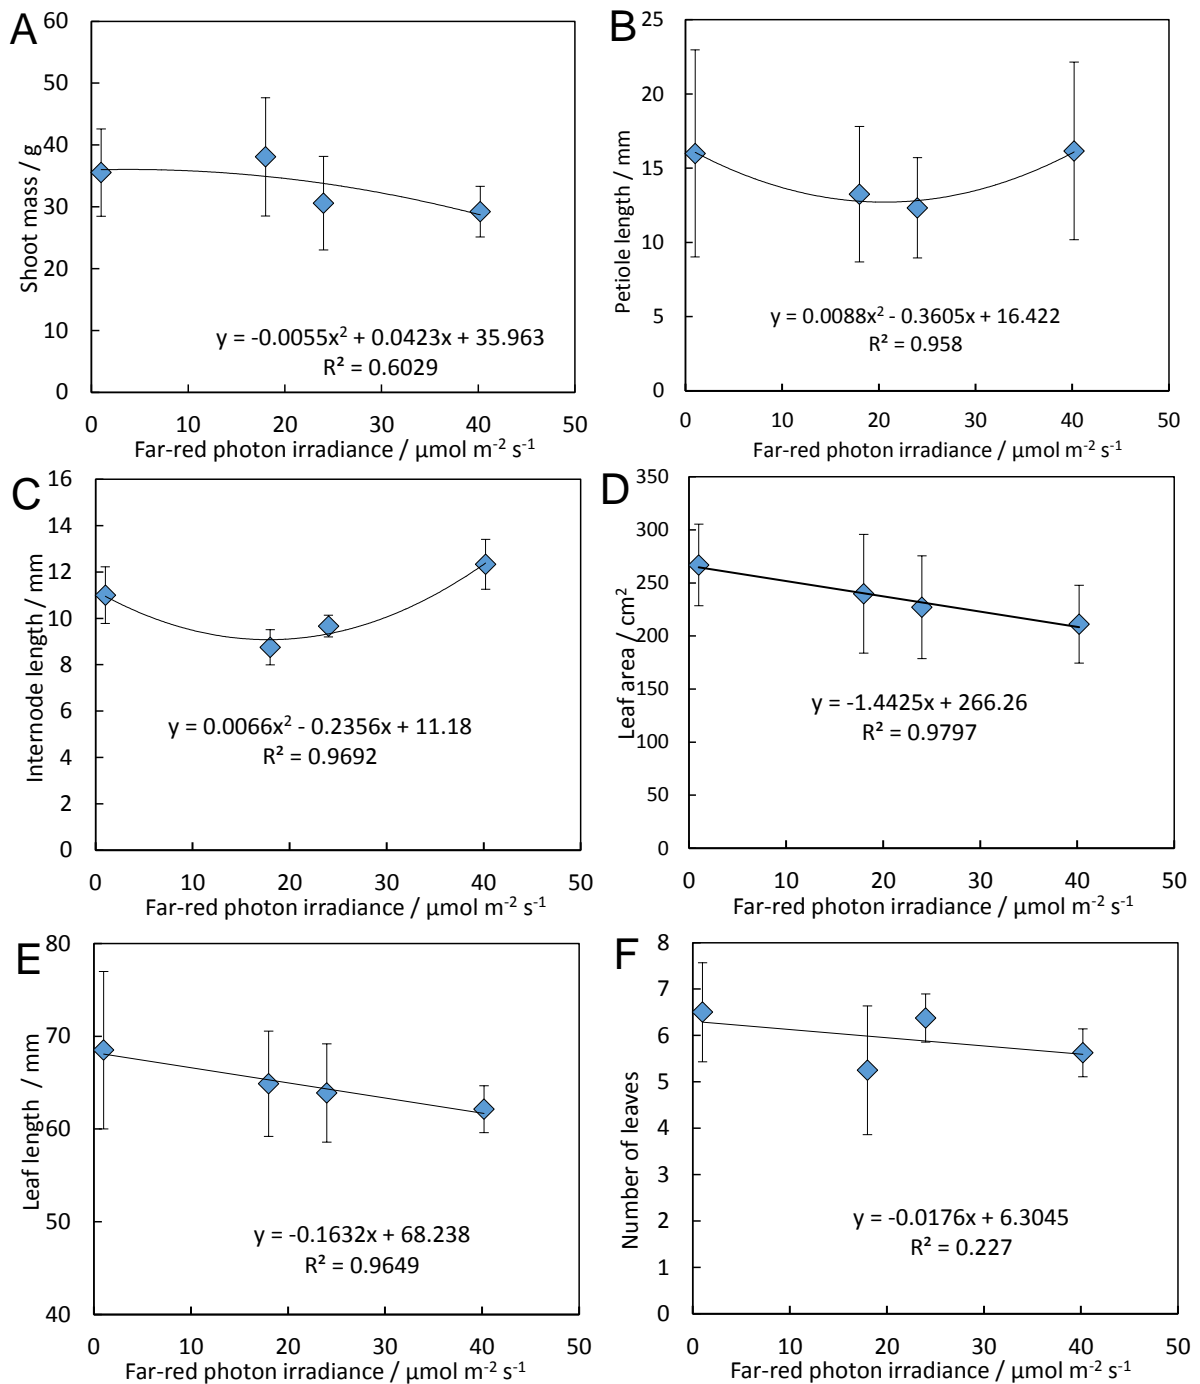 A
60
50
40
30
20
10
0
Shoot mass / g
y = -0.0055x² + 0.0423x + 35.963
R² = 0.6029
0 10 20 30 40 50
Far-red photon irradiance / µmol m⁻² s⁻¹
B
25
20
15
10
5
0
Petiole length / mm
y = 0.0088x² - 0.3605x + 16.422
R² = 0.958
0 10 20 30 40 50
Far-red photon irradiance / µmol m⁻² s⁻¹
C
16
14
12
10
8
6
4
2
0
Internode length / mm
y = 0.0066x² - 0.2356x + 11.18
R² = 0.9692
0 10 20 30 40 50
Far-red photon irradiance / µmol m⁻² s⁻¹
D
350
300
250
200
150
100
50
0
Leaf area / cm²
y = -1.4425x + 266.26
R² = 0.9797
0 10 20 30 40 50
Far-red photon irradiance / µmol m⁻² s⁻¹
E
80
70
60
50
40
Leaf length / mm
y = -0.1632x + 68.238
R² = 0.9649
0 10 20 30 40 50
Far-red photon irradiance / µmol m⁻² s⁻¹
F
8
7
6
5
4
3
2
1
0
Number of leaves
y = -0.0176x + 6.3045
R² = 0.227
0 10 20 30 40 50
Far-red photon irradiance / µmol m⁻² s⁻¹